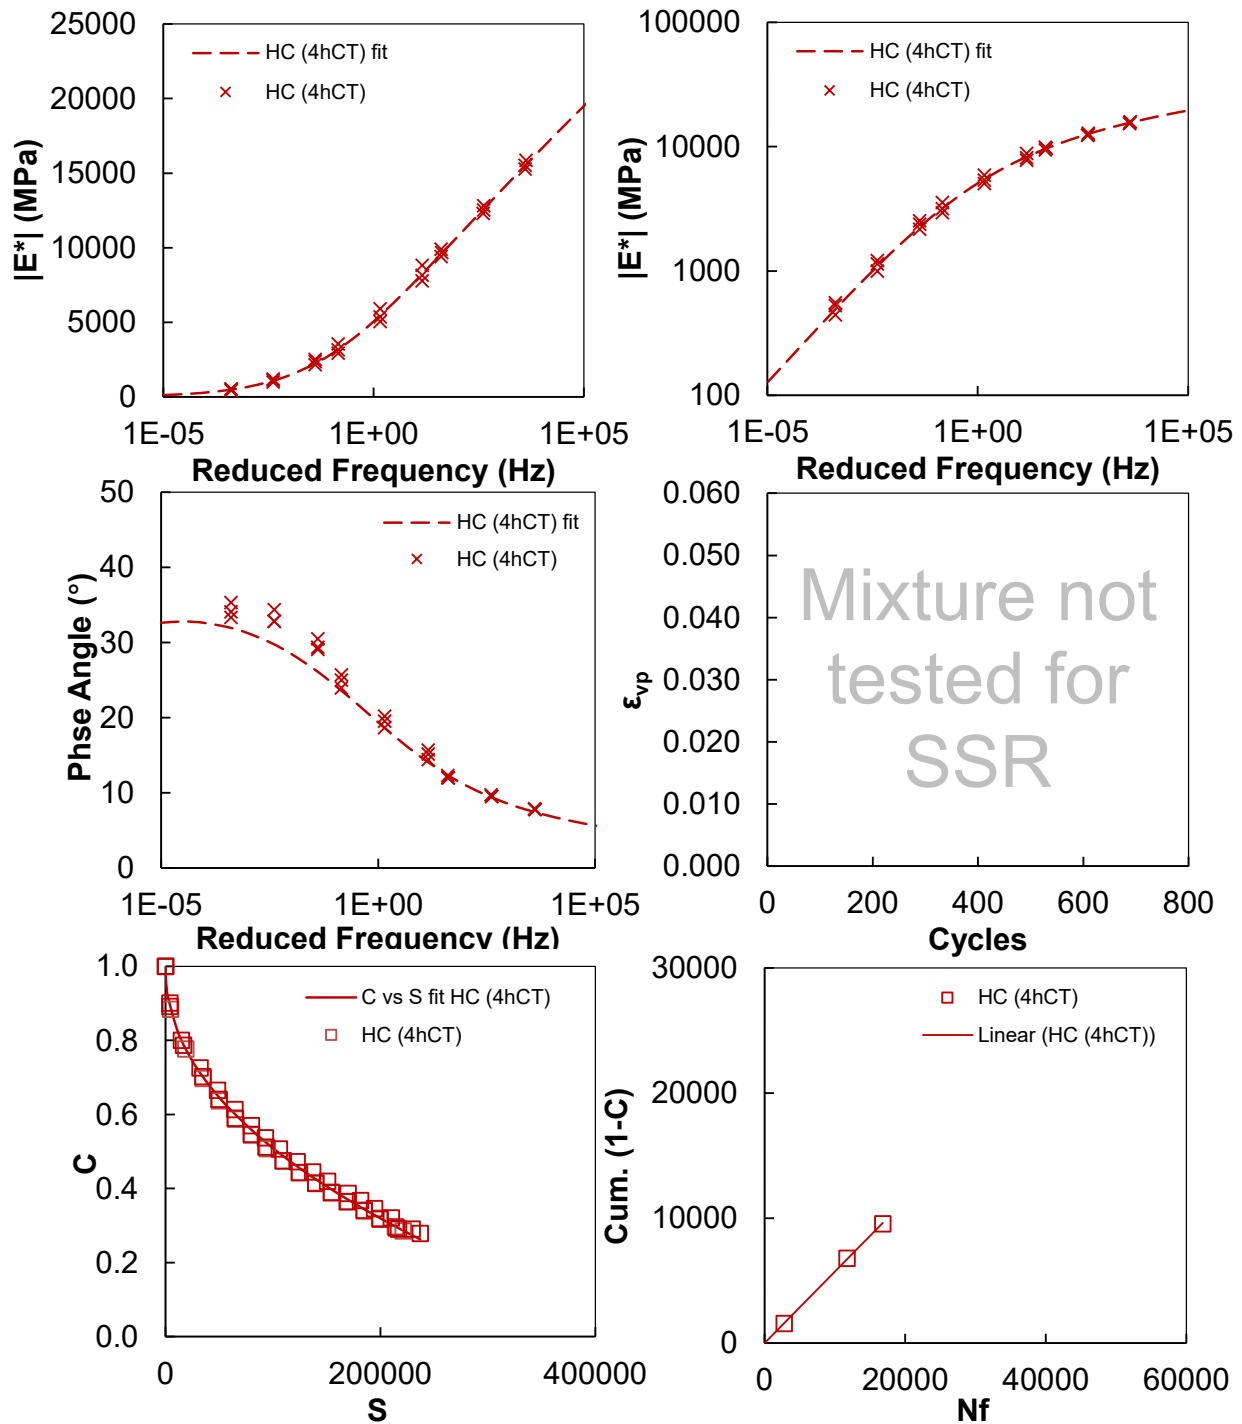 25000
20000
15000
10000
5000
0
|E*| (MPa)
HC (4hCT) fit
HC (4hCT)
1E-05
1E+00
1E+05
Reduced Frequency (Hz)
100000
10000
1000
100
|E*| (MPa)
HC (4hCT) fit
HC (4hCT)
1E-05
1E+00
1E+05
Reduced Frequency (Hz)
50
40
30
20
10
0
Phse Angle (°)
HC (4hCT) fit
HC (4hCT)
1E-05
1E+00
1E+05
Reduced Frequency (Hz)
0.060
0.050
0.040
0.030
0.020
0.010
0.000
εvp
Mixture not
tested for
SSR
0
200
400
600
800
Cycles
1.0
0.8
0.6
0.4
0.2
0.0
C
C vs S fit HC (4hCT)
HC (4hCT)
0
200000
400000
S
30000
20000
10000
0
Cum. (1-C)
HC (4hCT)
Linear (HC (4hCT))
0
20000
40000
60000
Nf